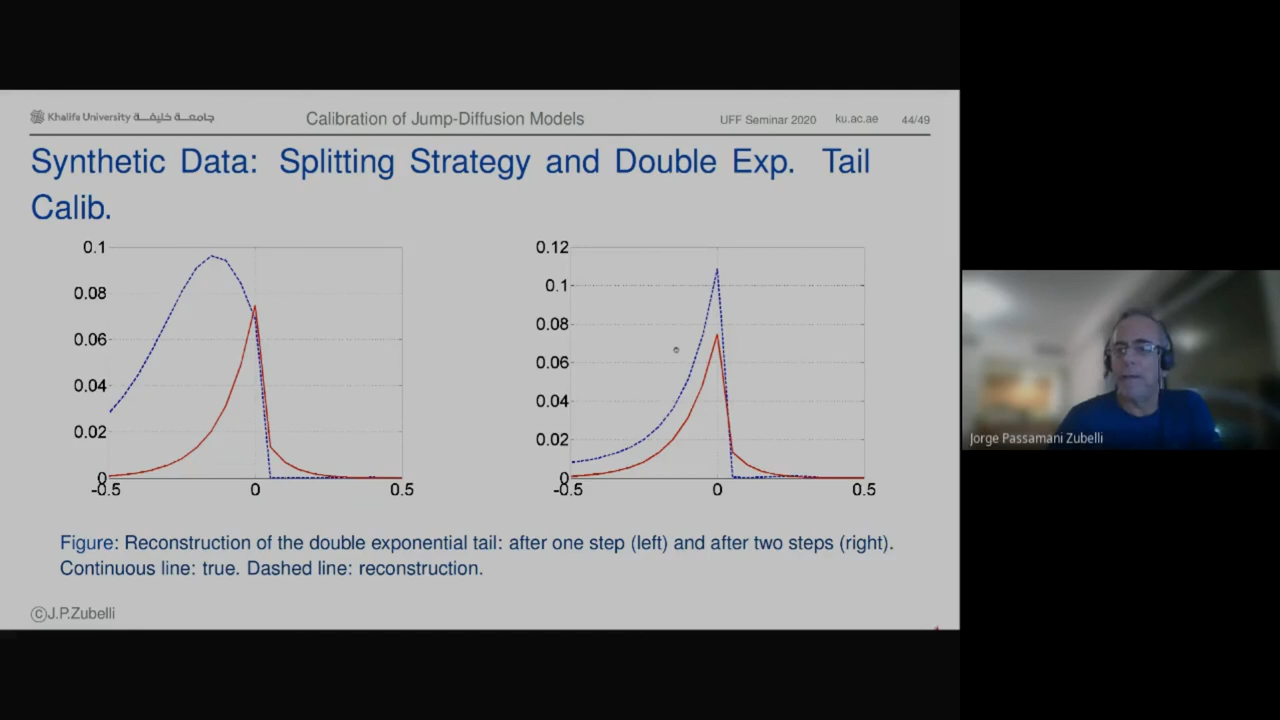 Khalifa University جامعة خليفة
Calibration of Jump-Diffusion Models
UFF Seminar 2020
ku.ac.ae
44/49
Synthetic Data: Splitting Strategy and Double Exp. Tail
Calib.
0.1
0.08
0.06
0.04
0.02
0
-0.5
0
0.5
0.12
0.1
0.08
0.06
0.04
0.02
0
-0.5
0
0.5
Jorge Passamani Zubelli
Figure: Reconstruction of the double exponential tail: after one step (left) and after two steps (right).
Continuous line: true. Dashed line: reconstruction.
©J.P.Zubelli